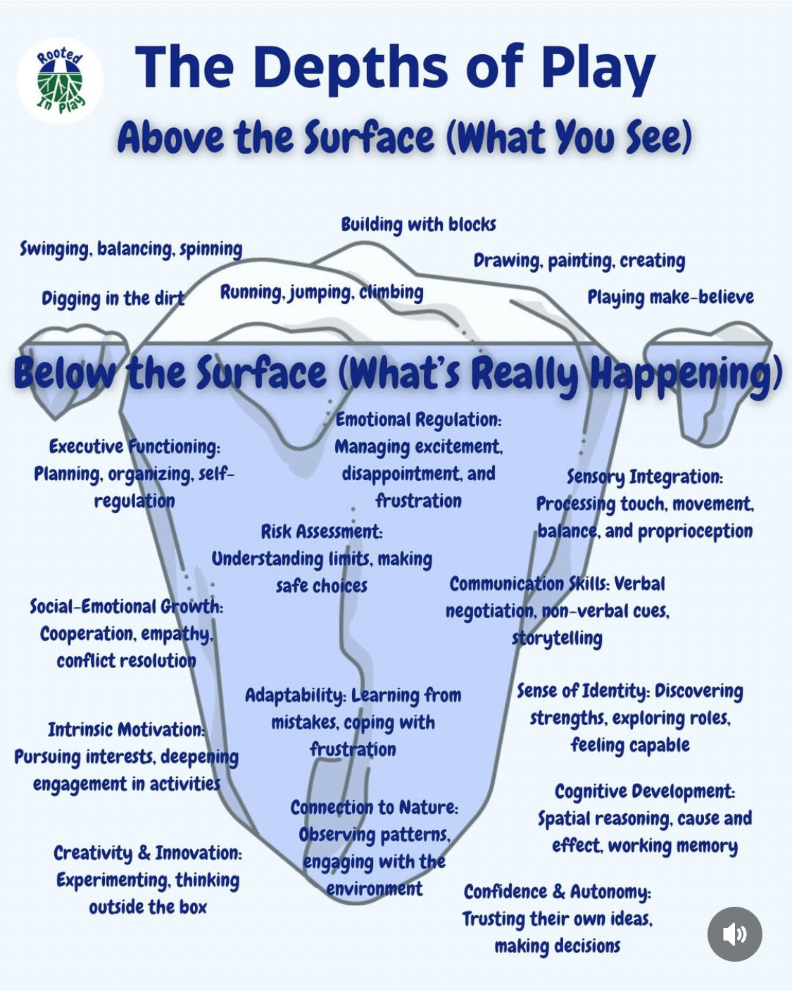 Rooted
In Play
The Depths of Play
Above the Surface (What You See)
Building with blocks
Swinging, balancing, spinning
Drawing, painting, creating
Digging in the dirt
Running, jumping, climbing
Playing make-believe
Below the Surface (What's Really Happening)
Emotional Regulation:
Managing excitement,
disappointment, and
frustration
Executive Functioning:
Planning, organizing, self-
regulation
Sensory Integration:
Processing touch, movement,
balance, and proprioception
Risk Assessment:
Understanding limits, making
safe choices
Communication Skills: Verbal
negotiation, non-verbal cues,
storytelling
Social-Emotional Growth:
Cooperation, empathy,
conflict resolution
Adaptability: Learning from
mistakes, coping with
frustration
Sense of Identity: Discovering
strengths, exploring roles,
feeling capable
Intrinsic Motivation:
Pursuing interests, deepening
engagement in activities
Cognitive Development:
Spatial reasoning, cause and
effect, working memory
Connection to Nature:
Observing patterns,
engaging with the
environment
Creativity & Innovation:
Experimenting, thinking
outside the box
Confidence & Autonomy:
Trusting their own ideas,
making decisions